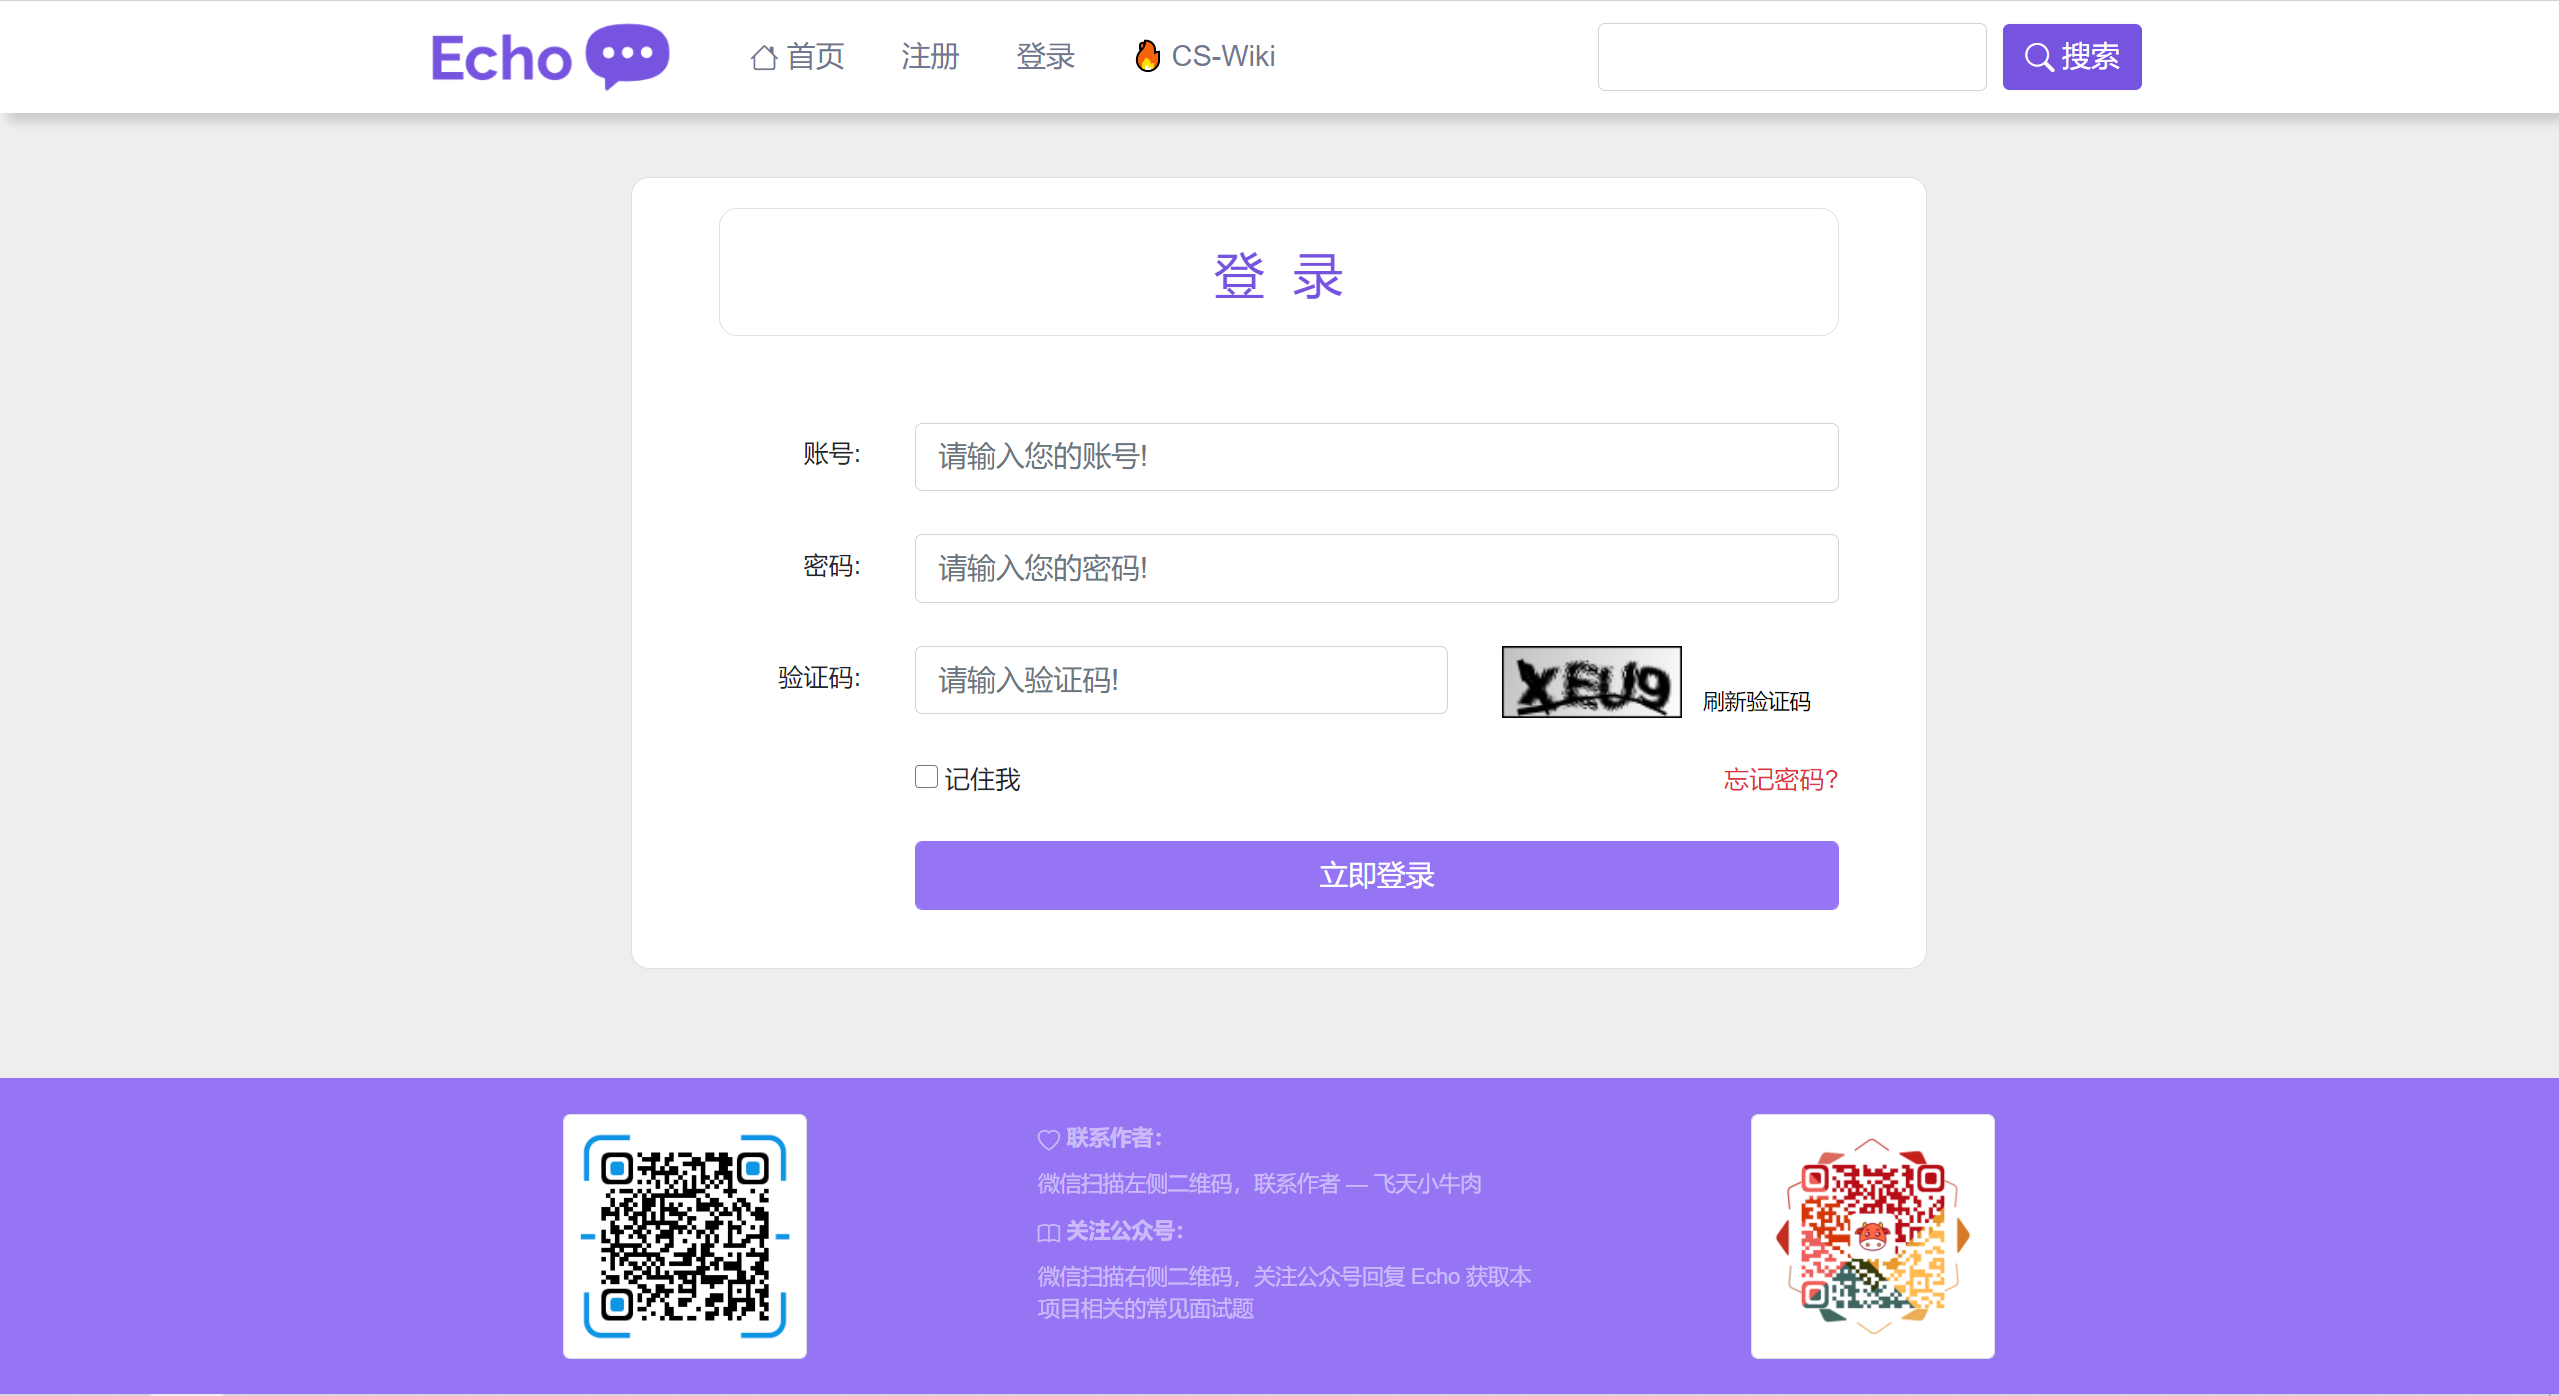 Echo
首页
注册
登录
CS-Wiki
搜索
登 录
账号:
请输入您的账号!
密码:
请输入您的密码!
验证码:
请输入验证码!
XEU9
刷新验证码
记住我
忘记密码?
立即登录
联系作者：
微信扫描左侧二维码，联系作者 — 飞天小牛肉
关注公众号：
微信扫描右侧二维码，关注公众号回复 Echo 获取本
项目相关的常见面试题